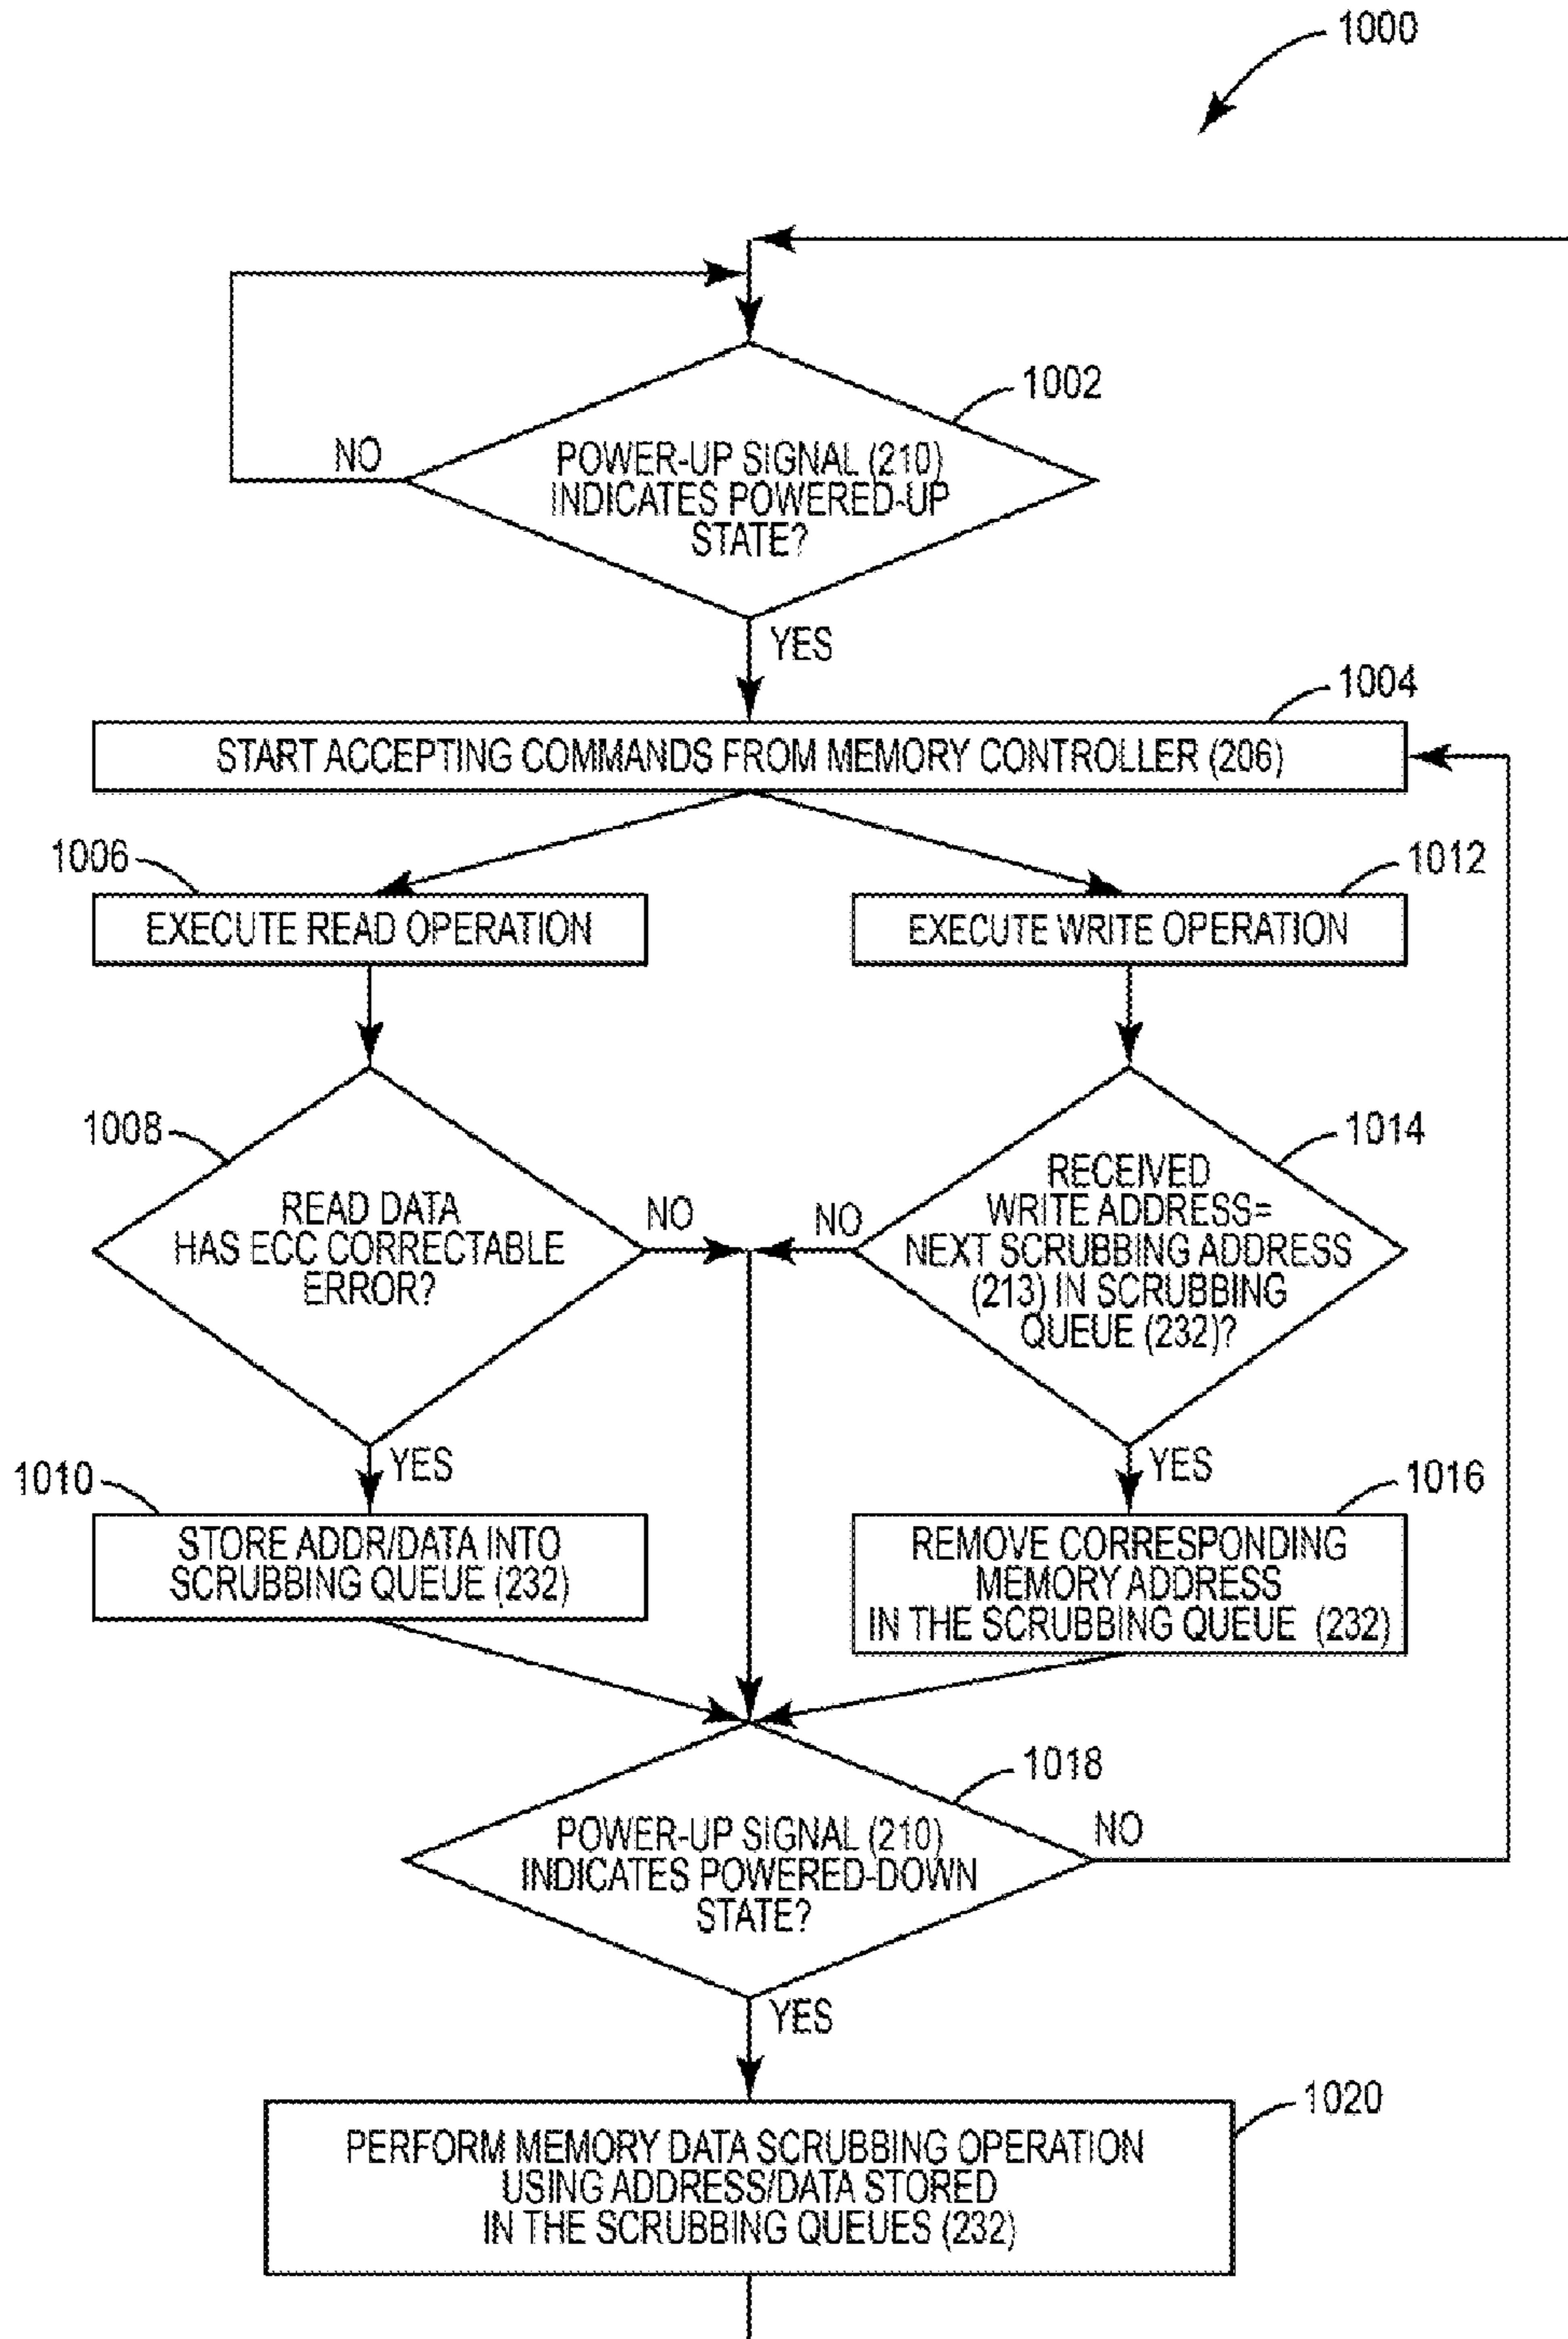 1000
1002
NO
POWER-UP SIGNAL (210)
INDICATES POWERED-UP
STATE?
YES
1004
START ACCEPTING COMMANDS FROM MEMORY CONTROLLER (206)
1006
1012
EXECUTE READ OPERATION
EXECUTE WRITE OPERATION
1008
READ DATA
HAS ECC CORRECTABLE
ERROR?
NO
NO
1014
RECEIVED
WRITE ADDRESS=
NEXT SCRUBBING ADDRESS
(213) IN SCRUBBING
QUEUE (232)?
YES
YES
1010
STORE ADDR/DATA INTO
SCRUBBING QUEUE (232)
1016
REMOVE CORRESPONDING
MEMORY ADDRESS
IN THE SCRUBBING QUEUE (232)
1018
POWER-UP SIGNAL (210)
INDICATES POWERED-DOWN
STATE?
NO
YES
1020
PERFORM MEMORY DATA SCRUBBING OPERATION
USING ADDRESS/DATA STORED
IN THE SCRUBBING QUEUES (232)